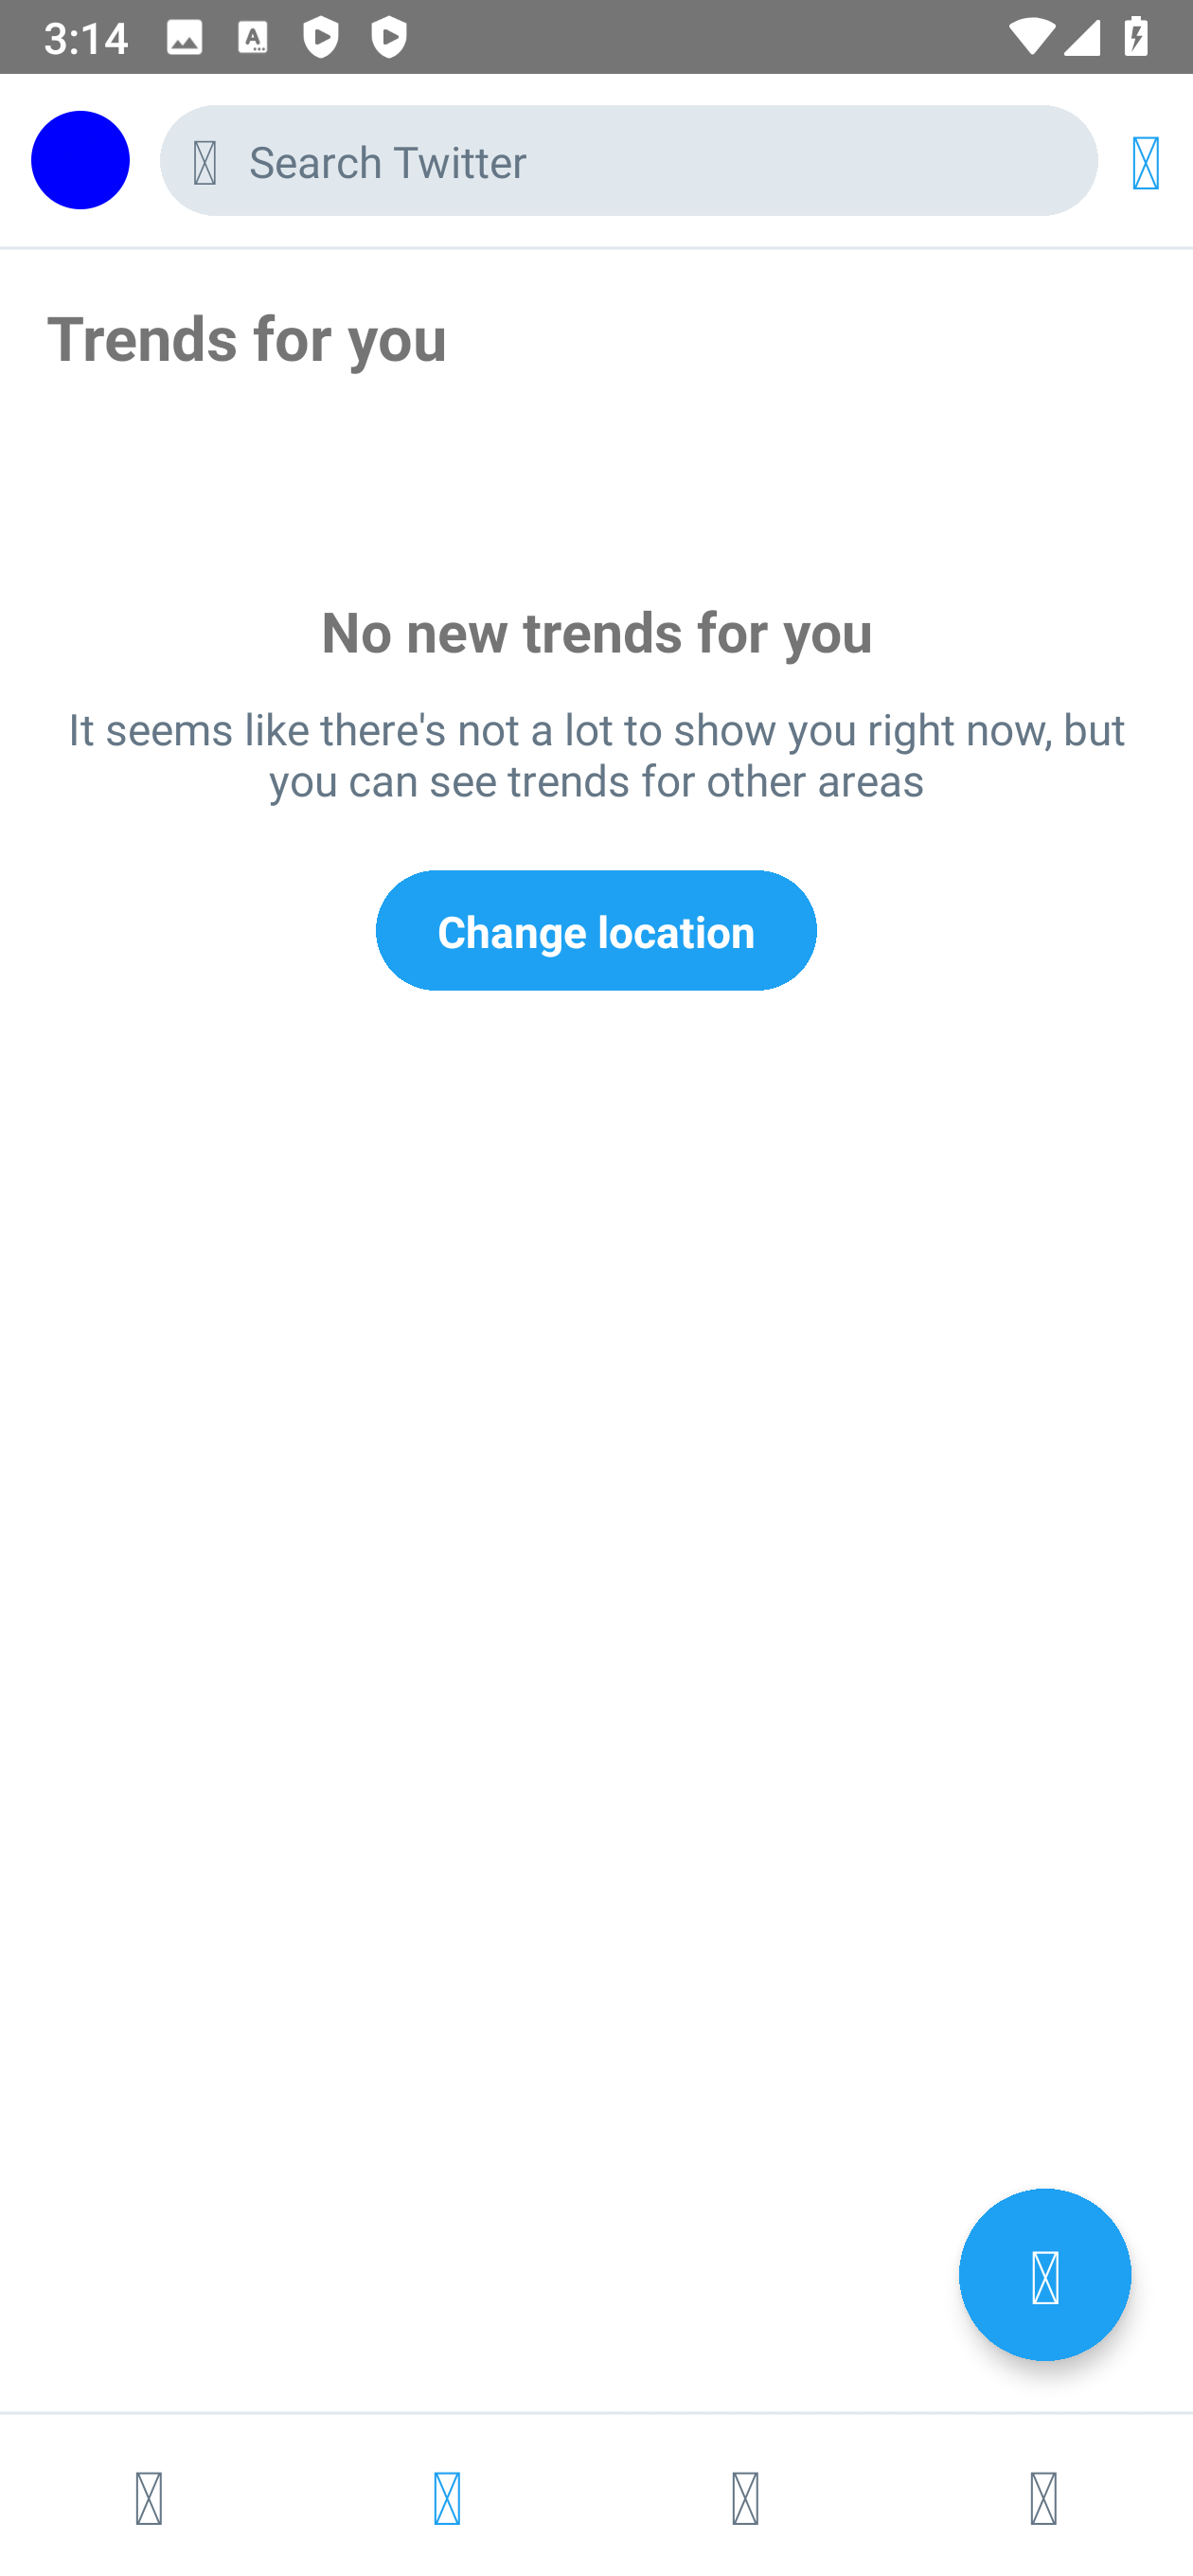 3:14
Search Twitter
Trends for you
No new trends for you
It seems like there's not a lot to show you right now, but
you can see trends for other areas
Change location